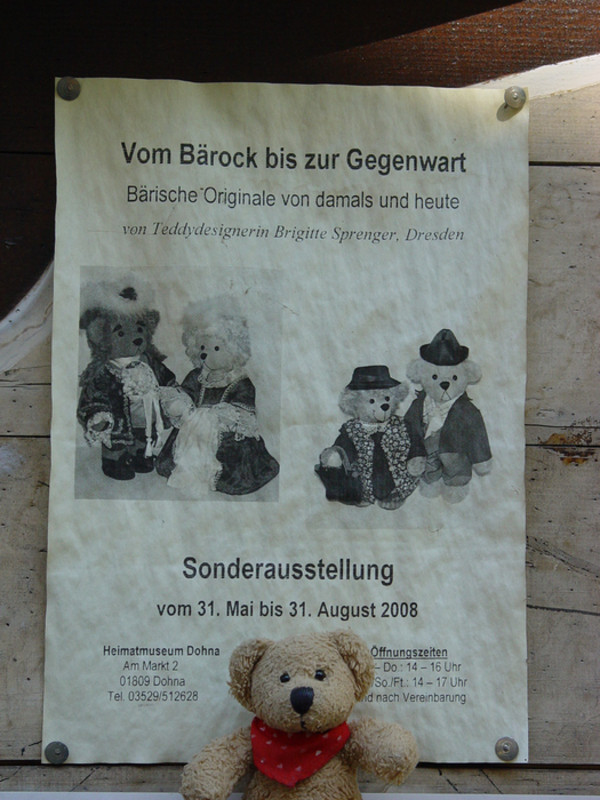 Vom Bärock bis zur Gegenwart
Bärische Originale von damals und heute
von Teddydesignerin Brigitte Sprenger, Dresden
Sonderausstellung
vom 31. Mai bis 31. August 2008
Heimatmuseum Dohna
Am Markt 2
01809 Dohna
Tel. 03529/512628
Öffnungszeiten
– Do.: 14 – 16 Uhr
/So./Ft.: 14 – 17 Uhr
nach Vereinbarung